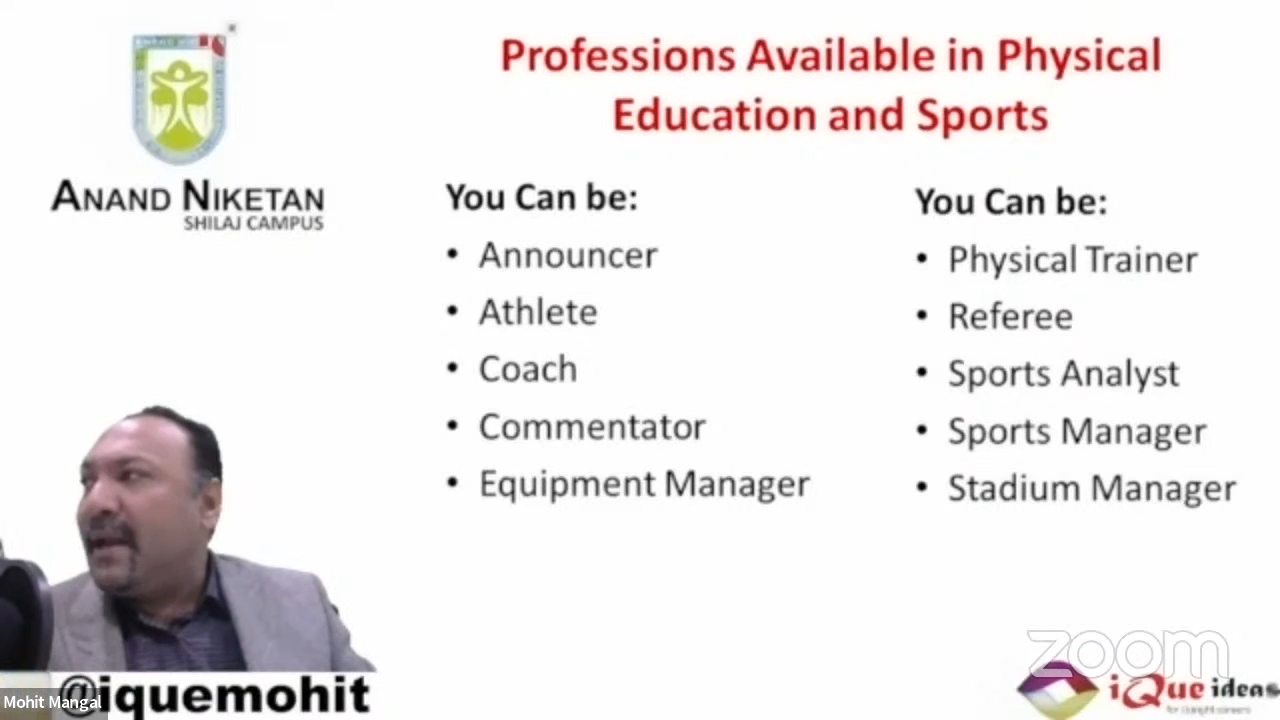 Professions Available in Physical
Education and Sports
ANAND NIKETAN
SHILAJ CAMPUS
You Can be:
• Announcer
• Athlete
• Coach
• Commentator
• Equipment Manager
You Can be:
• Physical Trainer
• Referee
• Sports Analyst
• Sports Manager
• Stadium Manager
@iquemohit
Mohit Mangal
zoom
iQue ideas